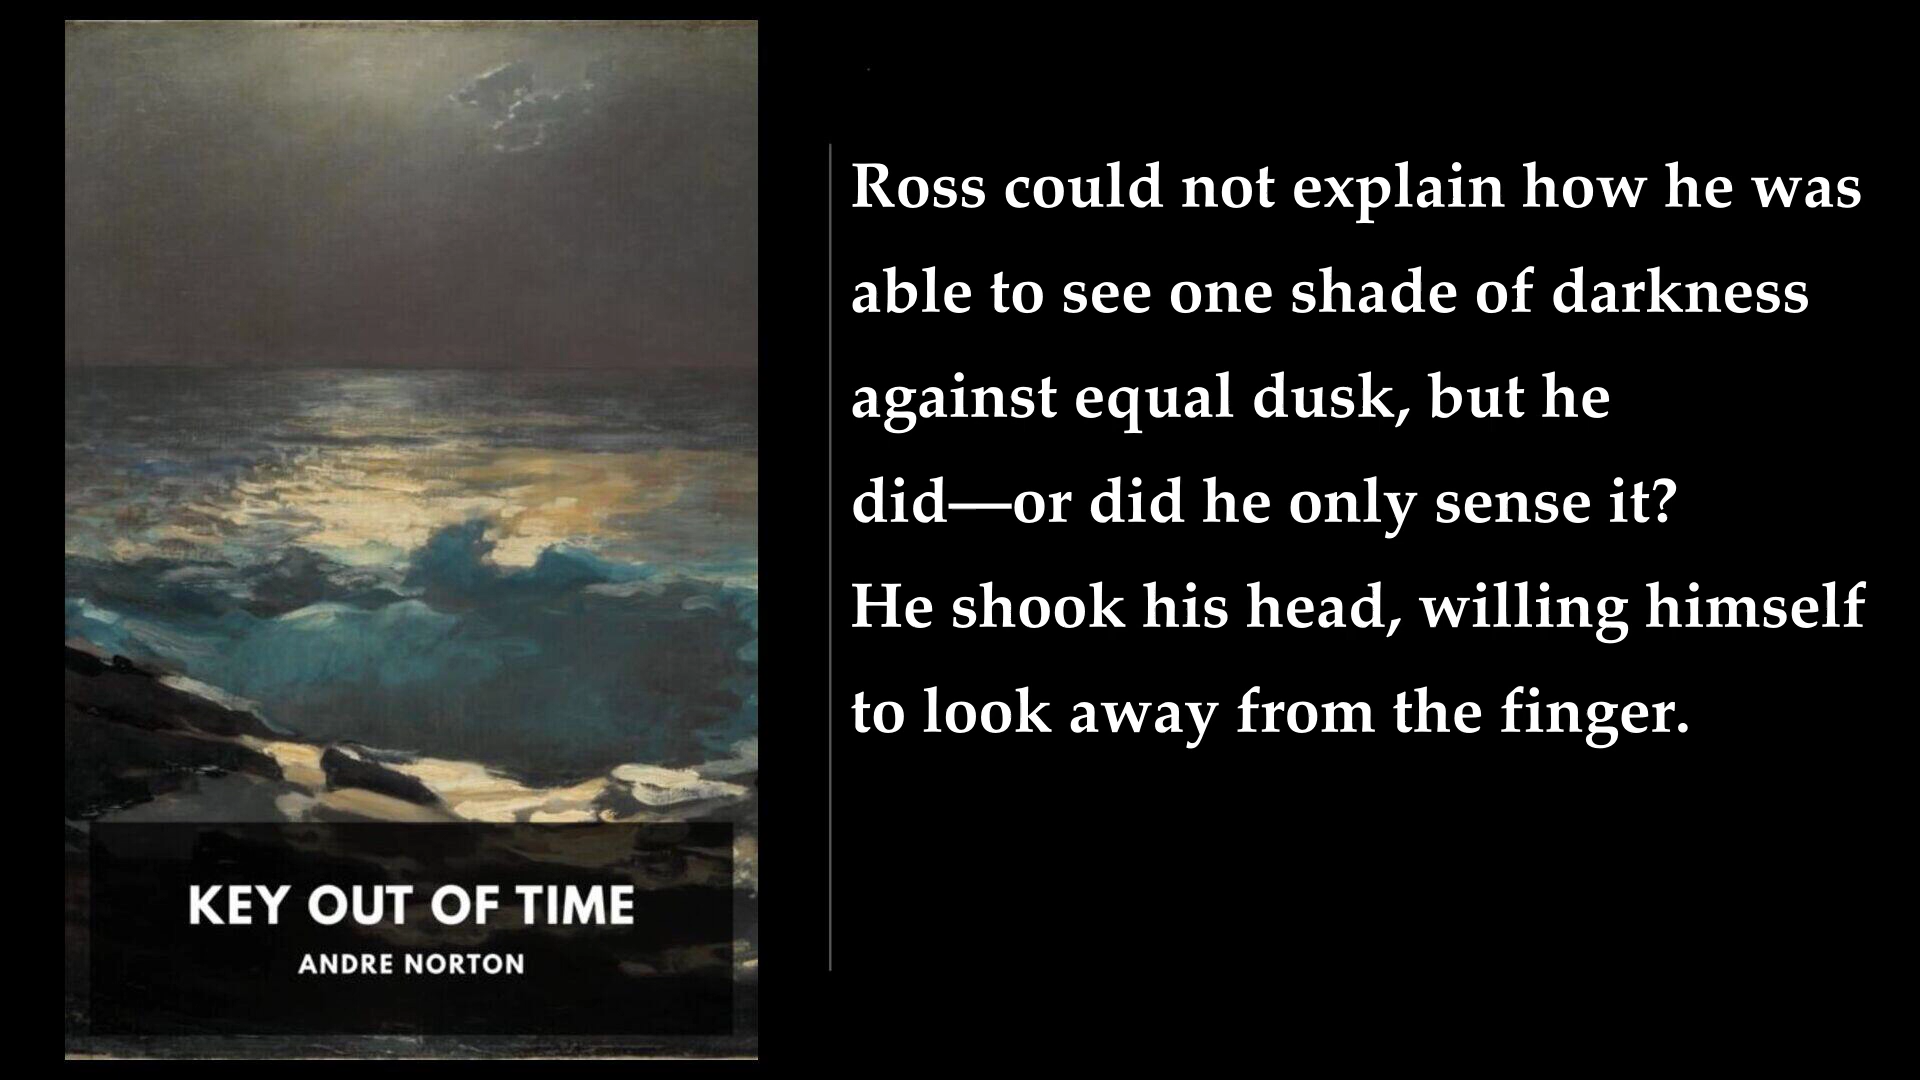 KEY OUT OF TIME
ANDRE NORTON
Ross could not explain how he was
able to see one shade of darkness
against equal dusk, but he
did—or did he only sense it?
He shook his head, willing himself
to look away from the finger.